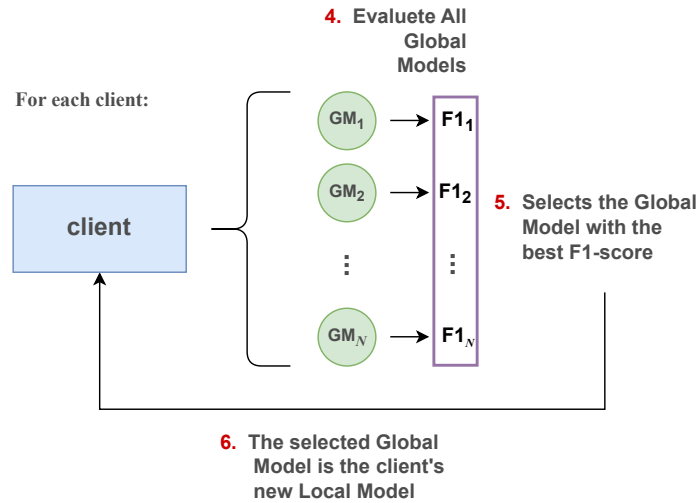 4. Evaluete All
Global
Models
For each client:
GM1
F11
client
GM2
F12
5. Selects the Global
Model with the
best F1-score
⋮
⋮
GMN
F1N
6. The selected Global
Model is the client's
new Local Model